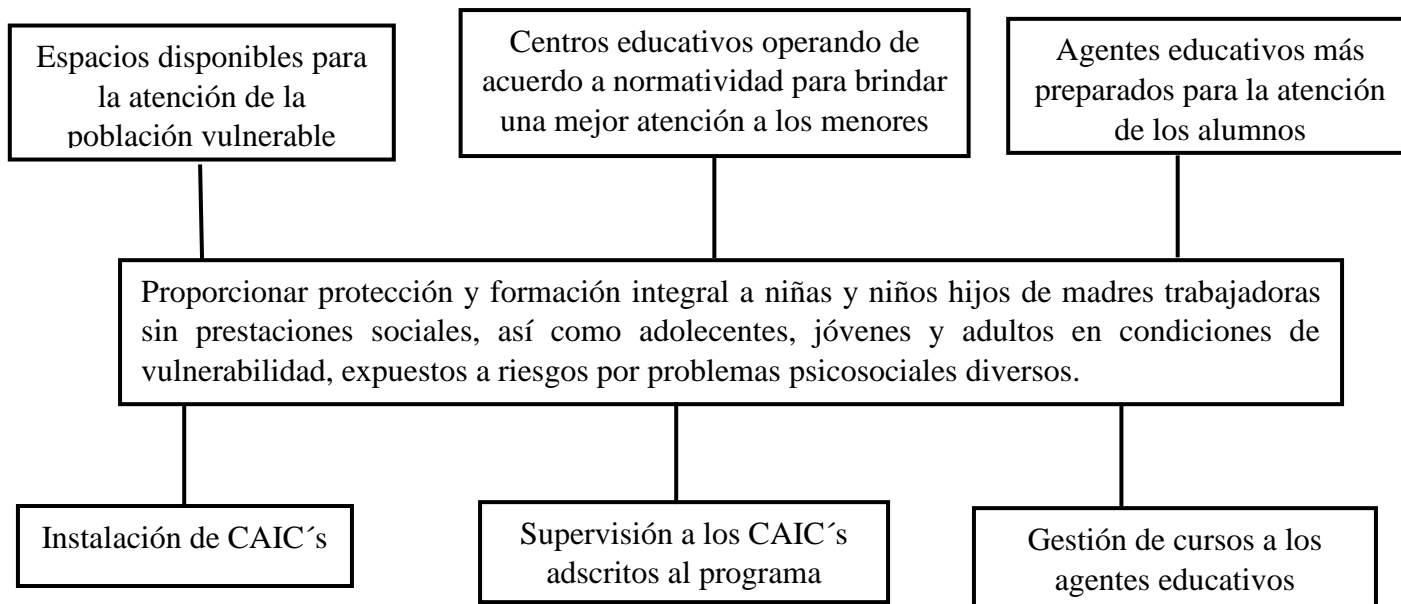 Espacios disponibles para
la atención de la
población vulnerable
Centros educativos operando de
acuerdo a normatividad para brindar
una mejor atención a los menores
Agentes educativos más
preparados para la atención
de los alumnos
Proporcionar protección y formación integral a niñas y niños hijos de madres trabajadoras
sin prestaciones sociales, así como adolecentes, jóvenes y adultos en condiciones de
vulnerabilidad, expuestos a riesgos por problemas psicosociales diversos.
Instalación de CAIC´s
Supervisión a los CAIC´s
adscritos al programa
Gestión de cursos a los
agentes educativos